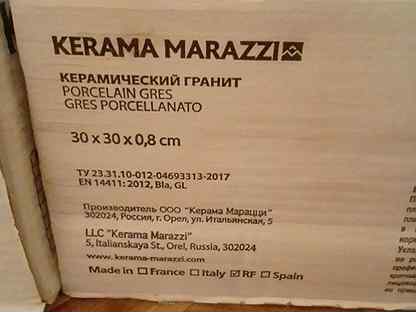 KERAMA MARAZZI
КЕРАМИЧЕСКИЙ ГРАНИТ
PORCELAIN GRES
GRES PORCELLANATO
30 x 30 x 0,8 cm
ТУ 23.31.10-012-04693313-2017
EN 14411: 2012, BIa, GL
Производитель ООО "Керама Марацци"
302024, Россия, г. Орел, ул. Итальянская, 5
LLC "Kerama Marazzi"
5, Italianskaya St., Orel, Russia, 302024
www.kerama-marazzi.com
Made in ☐ France ☐ Italy ☑ RF ☐ Spain